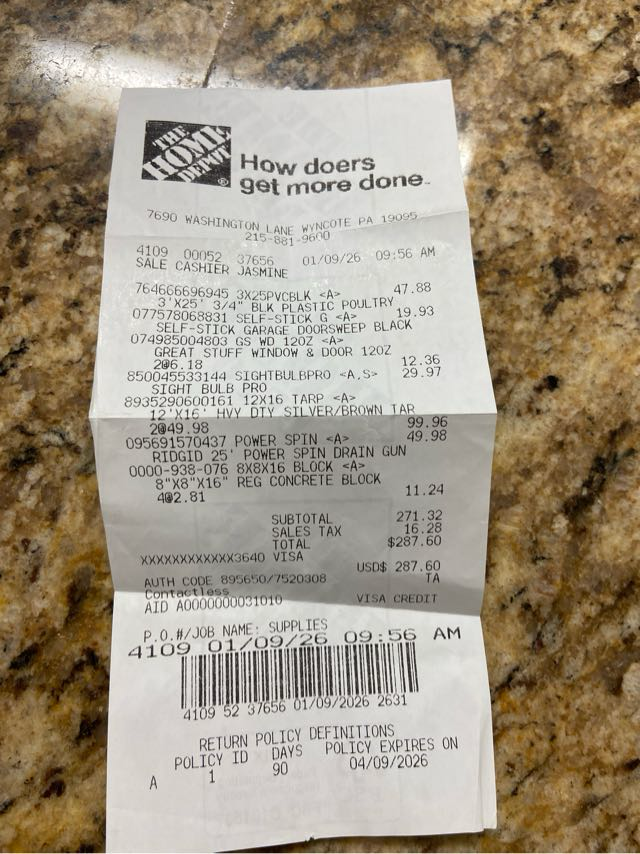 THE
HOME
DEPOT
®
How doers
get more done™
7690 WASHINGTON LANE WYNCOTE PA 19095
215-881-9600
4109 00052 37656 01/09/26 09:56 AM
SALE CASHIER JASMINE
764666696945 3X25PVCBLK <A> 47.88
3'X25' 3/4" BLK PLASTIC POULTRY
077578068831 SELF-STICK G <A> 19.93
SELF-STICK GARAGE DOORSWEEP BLACK
074985004803 GS WD 12OZ <A>
GREAT STUFF WINDOW & DOOR 12OZ
2@6.18 12.36
850045533144 SIGHTBULBPRO <A,S> 29.97
SIGHT BULB PRO
8935290600161 12X16 TARP <A>
12'X16' HVY DTY SILVER/BROWN TAR
2@49.98 99.96
095691570437 POWER SPIN <A> 49.98
RIDGID 25' POWER SPIN DRAIN GUN
0000-938-076 8X8X16 BLOCK <A>
8"X8"X16" REG CONCRETE BLOCK
4@2.81 11.24
SUBTOTAL 271.32
SALES TAX 16.28
TOTAL $287.60
XXXXXXXXXXXX3640 VISA
USD$ 287.60
AUTH CODE 895650/7520308 TA
Contactless
AID A0000000031010 VISA CREDIT
P.O.#/JOB NAME: SUPPLIES
4109 01/09/26 09:56 AM
4109 52 37656 01/09/2026 2631
RETURN POLICY DEFINITIONS
POLICY ID DAYS POLICY EXPIRES ON
A 1 90 04/09/2026